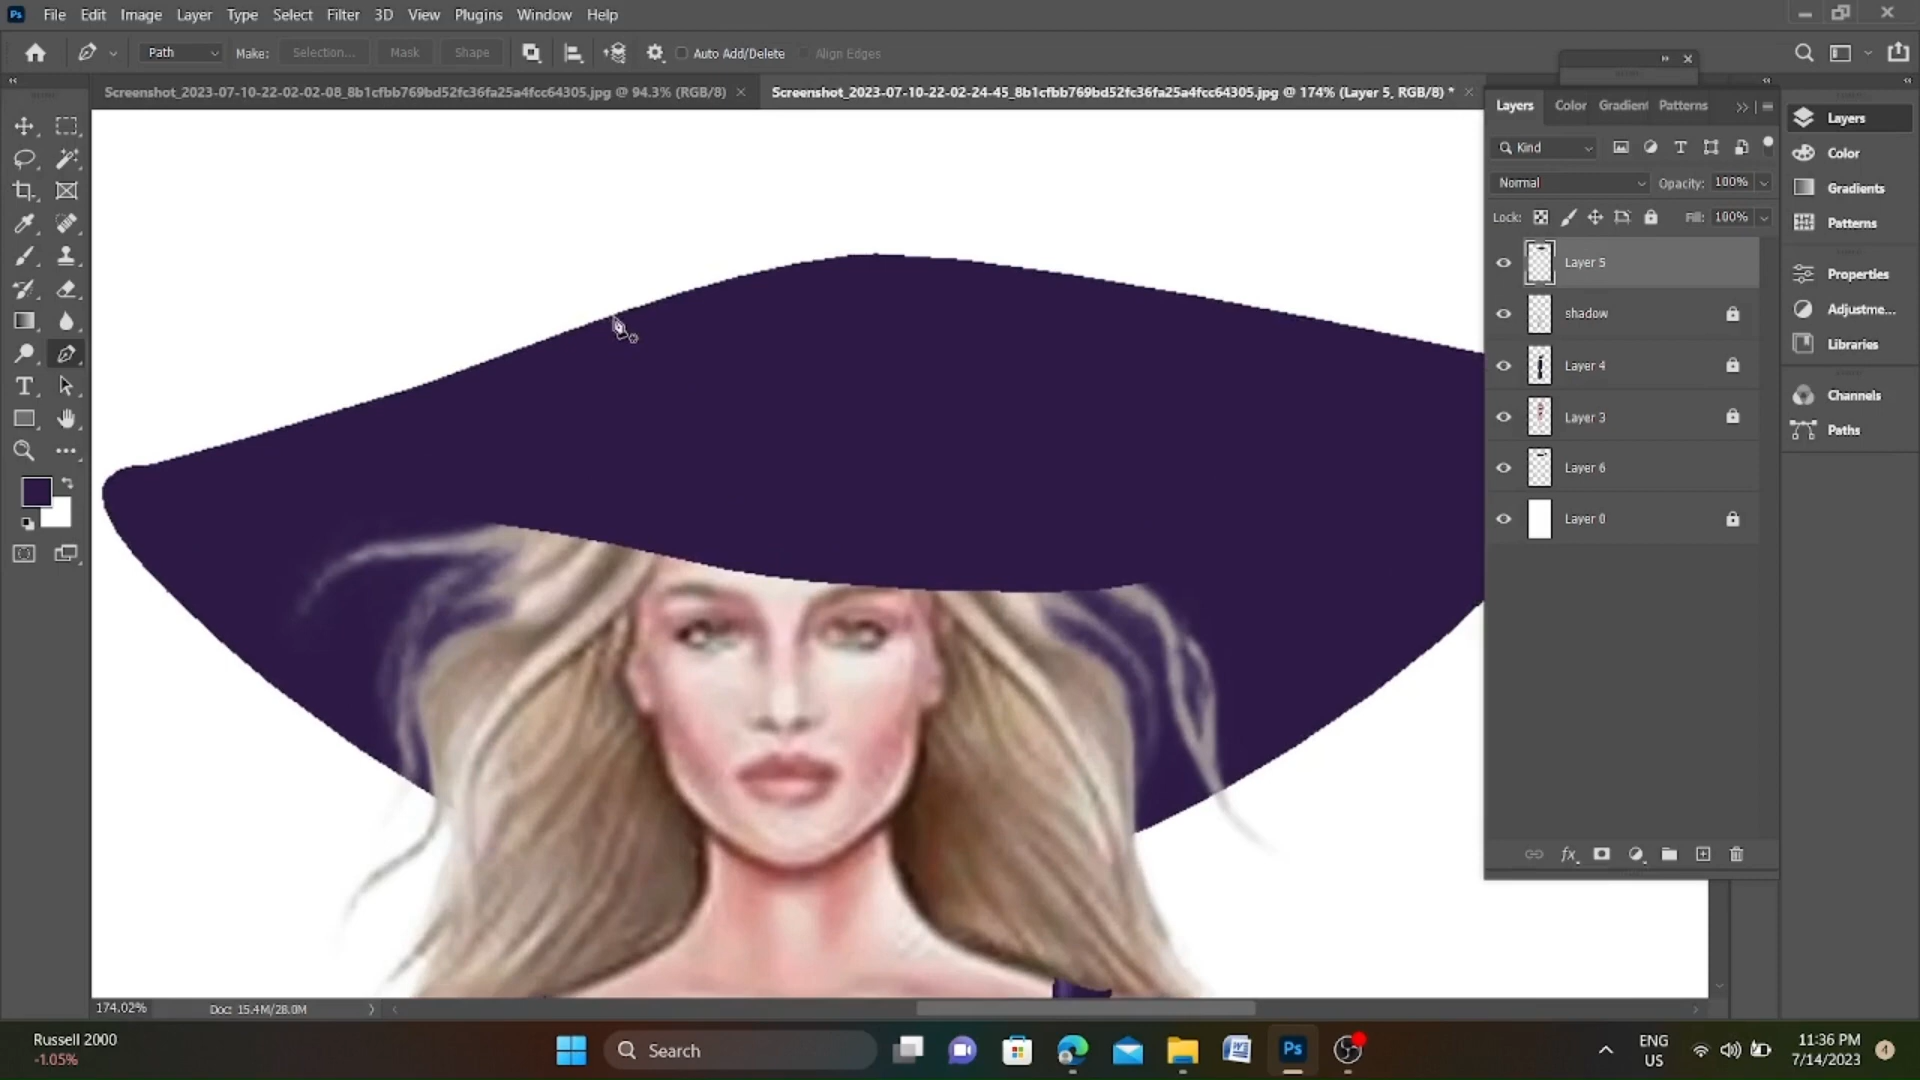 Ps File Edit Image Layer Type Select Filter 3D View Plugins Window Help
Path Make: Selection... Mask Shape Auto Add/Delete Align Edges
Screenshot_2023-07-10-22-02-02-08_8b1cfbb769bd52fc36fa25a4fcc64305.jpg @ 94.3% (RGB/8)
Screenshot_2023-07-10-22-02-24-45_8b1cfbb769bd52fc36fa25a4fcc64305.jpg @ 174% (Layer 5, RGB/8) *
Layers Color Gradient Patterns
Kind
Normal Opacity: 100%
Lock: Fill: 100%
Layer 5
shadow
Layer 4
Layer 3
Layer 6
Layer 0
Layers
Color
Gradients
Patterns
Properties
Adjustme...
Libraries
Channels
Paths
174.02% Doc: 15.4M/28.0M
Russell 2000
-1.05%
Search
Ps
ENG
US
11:36 PM
7/14/2023
4